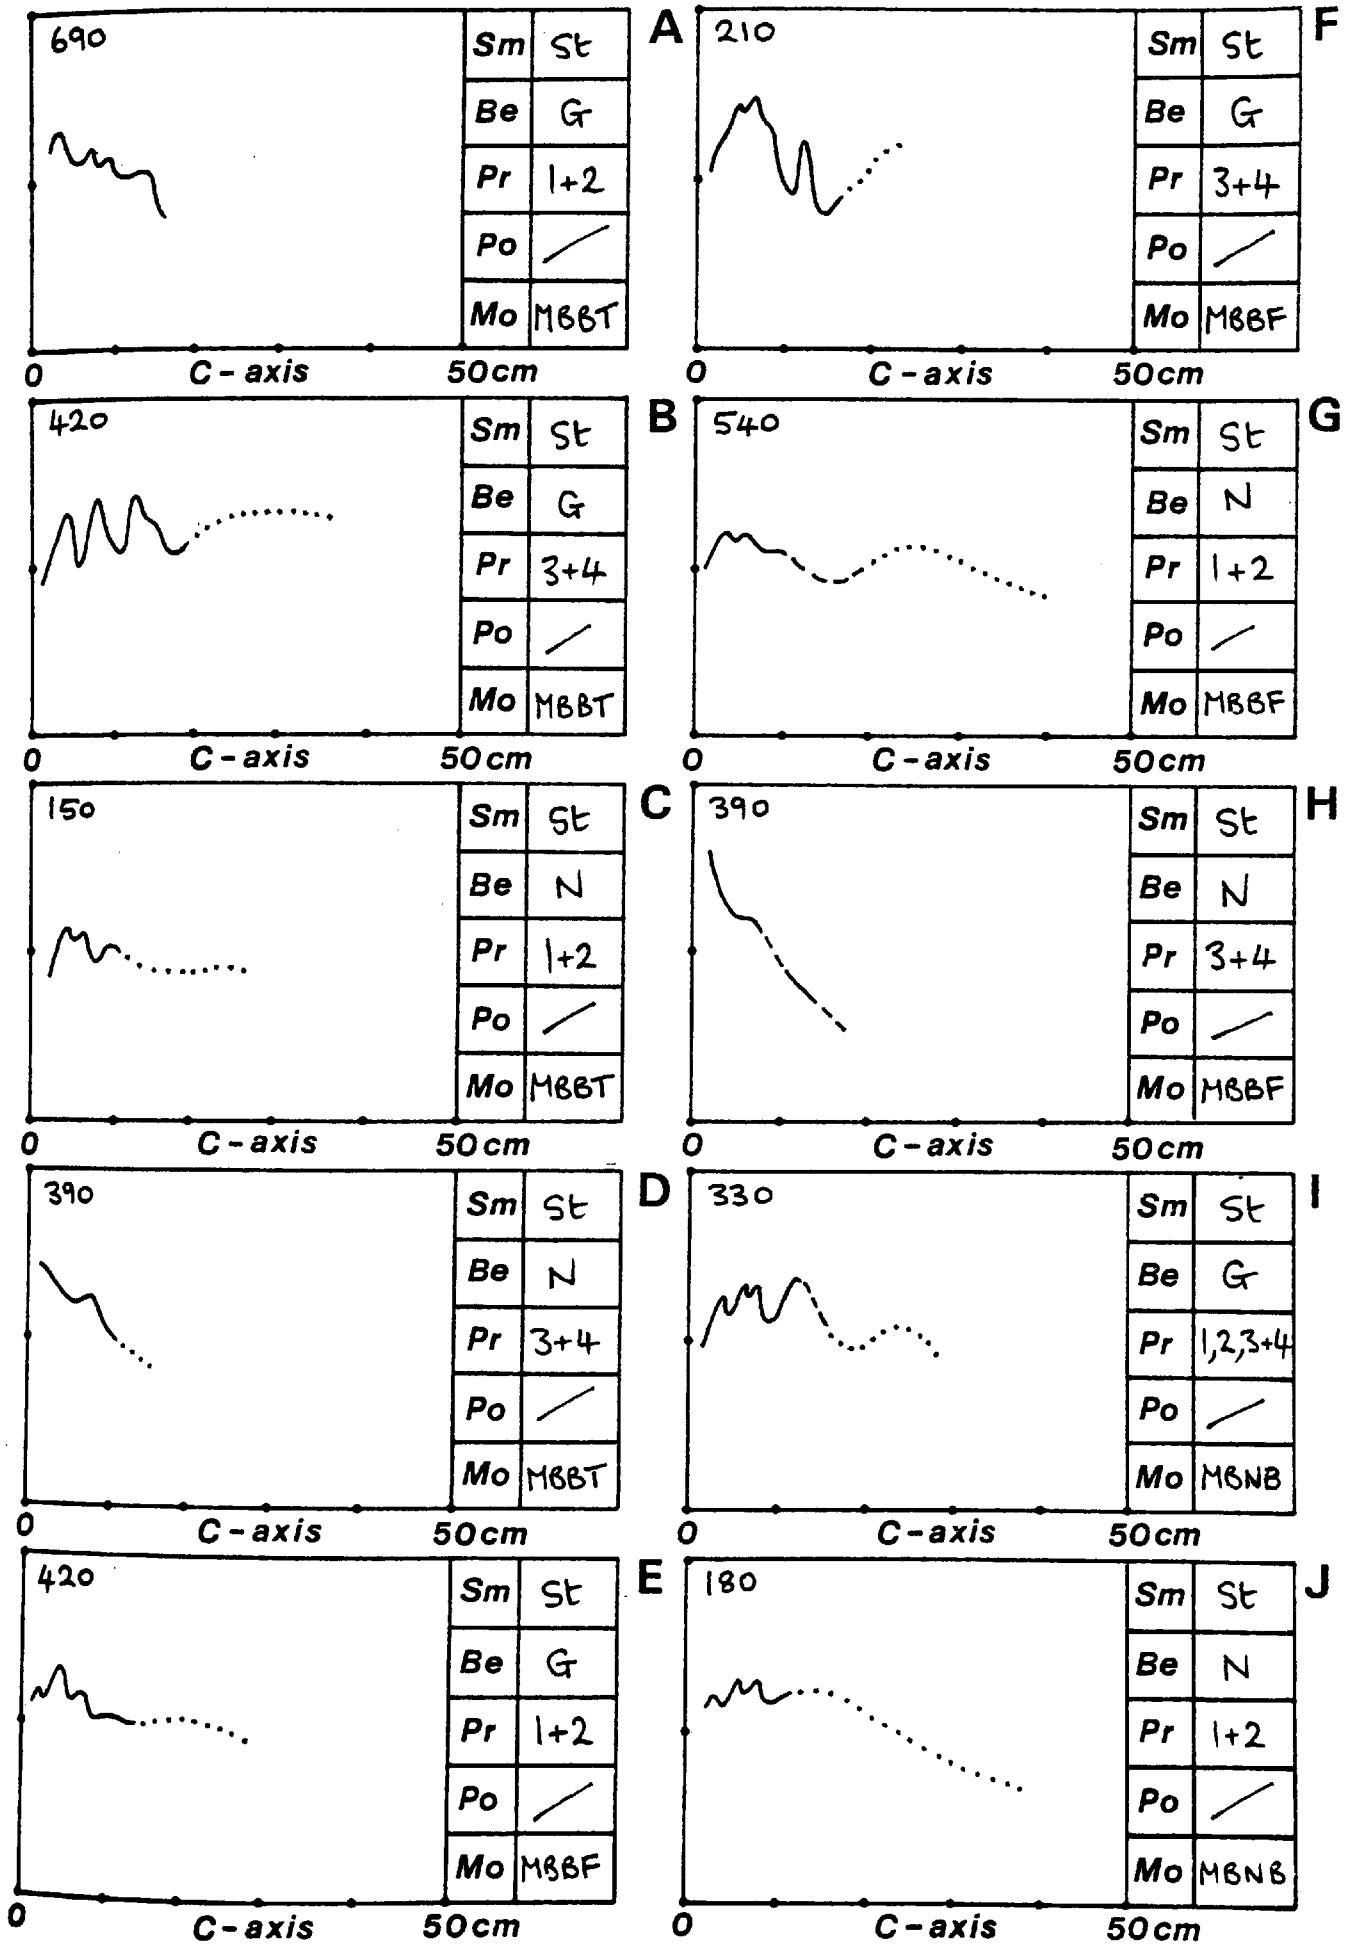 690
Sm St
Be G
Pr 1+2
Po /
Mo MBBT
0 C-axis 50cm
A
420
Sm St
Be G
Pr 3+4
Po /
Mo MBBT
0 C-axis 50cm
B
150
Sm St
Be N
Pr 1+2
Po /
Mo MBBT
0 C-axis 50cm
C
390
Sm St
Be N
Pr 3+4
Po /
Mo MBBT
0 C-axis 50cm
D
420
Sm St
Be G
Pr 1+2
Po /
Mo MBBF
0 C-axis 50cm
E
210
Sm St
Be G
Pr 3+4
Po /
Mo MBBF
0 C-axis 50cm
F
540
Sm St
Be N
Pr 1+2
Po /
Mo MBBF
0 C-axis 50cm
G
390
Sm St
Be N
Pr 3+4
Po /
Mo MBBF
0 C-axis 50cm
H
330
Sm St
Be G
Pr 1,2,3+4
Po /
Mo MBNB
0 C-axis 50cm
I
180
Sm St
Be N
Pr 1+2
Po /
Mo MBNB
0 C-axis 50cm
J